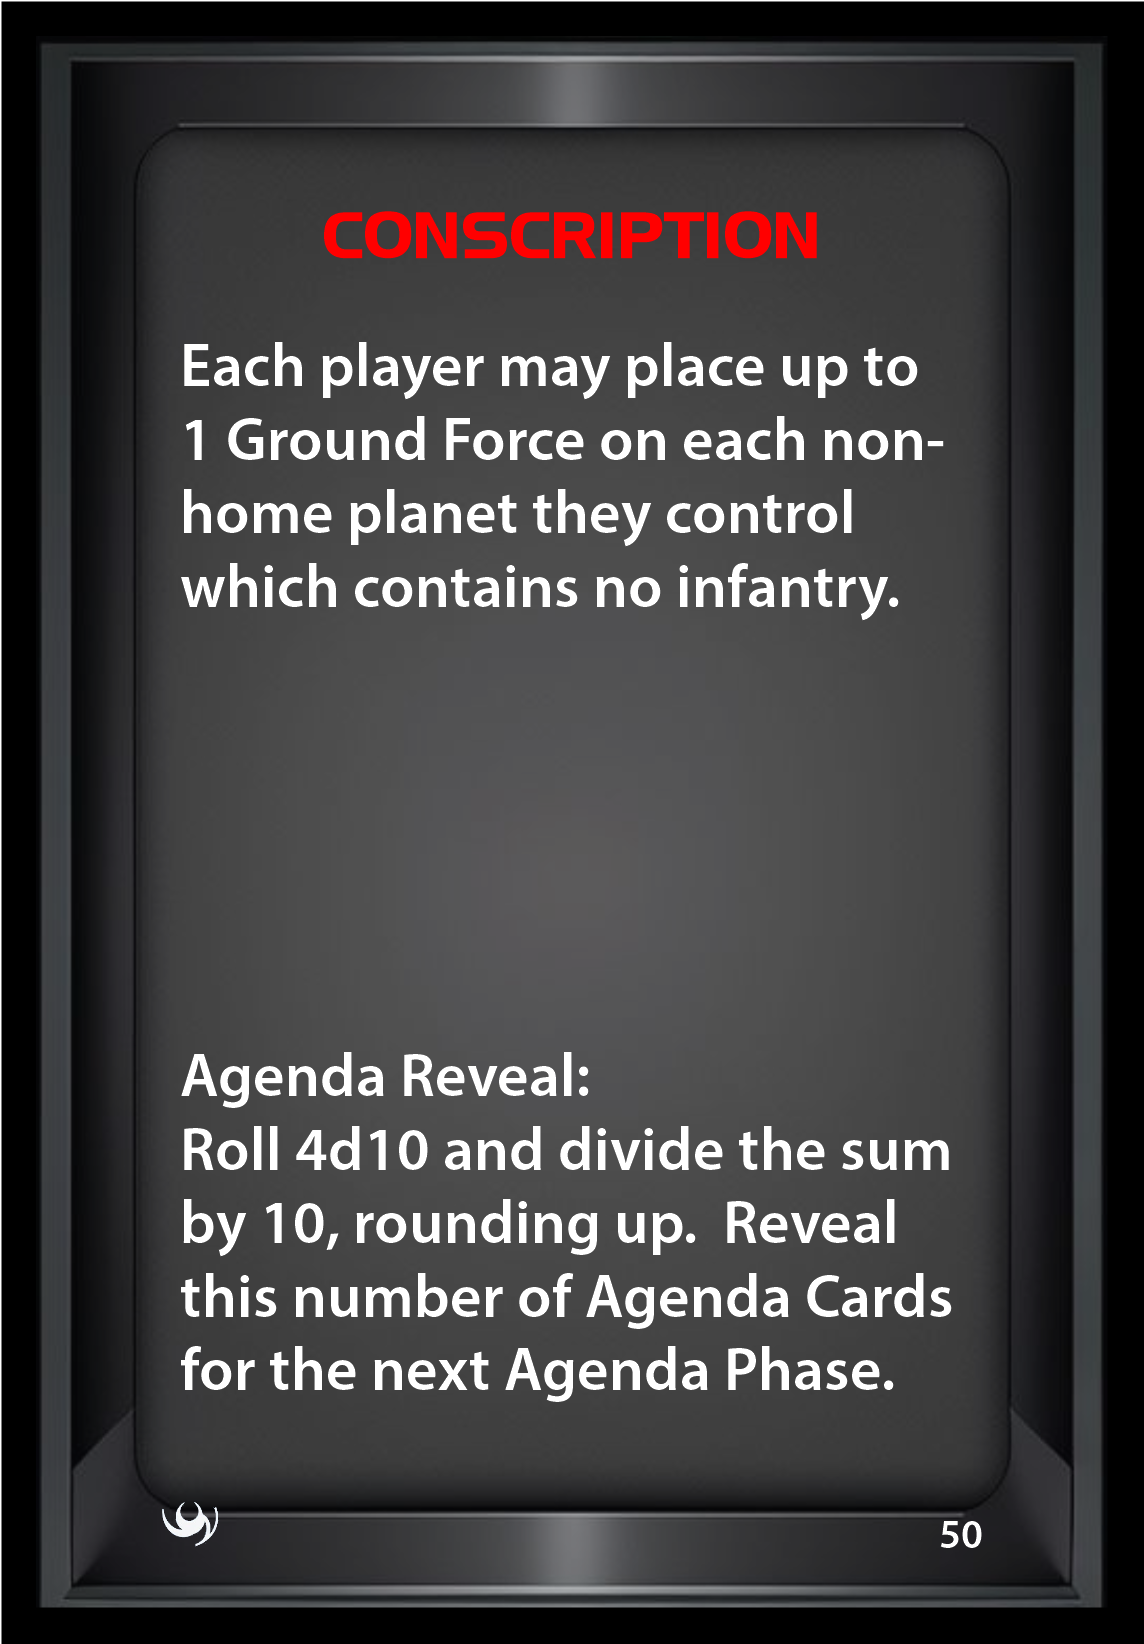 CONSCRIPTION
Each player may place up to
1 Ground Force on each non-
home planet they control
which contains no infantry.
Agenda Reveal:
Roll 4d10 and divide the sum
by 10, rounding up.  Reveal
this number of Agenda Cards
for the next Agenda Phase.
50